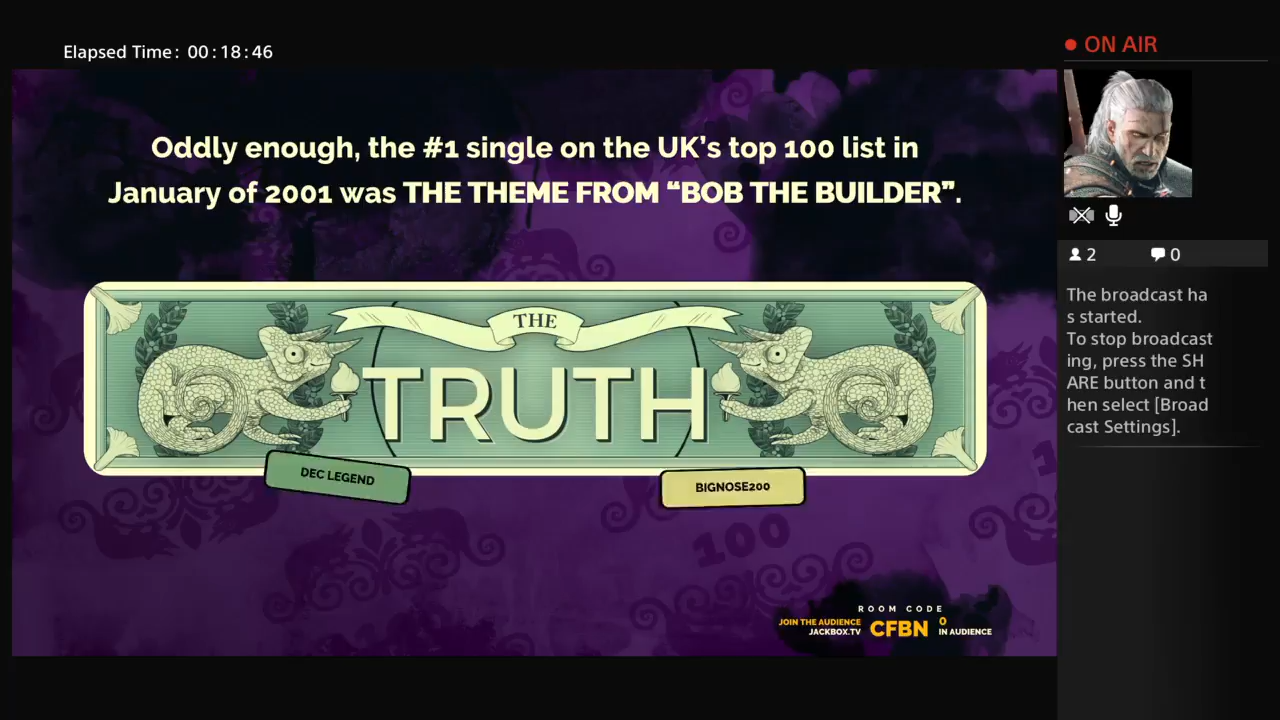 Elapsed Time: 00:18:46
ON AIR
Oddly enough, the #1 single on the UK's top 100 list in
January of 2001 was THE THEME FROM “BOB THE BUILDER”.
THE
TRUTH
DEC LEGEND
BIGNOSE200
100
ROOM CODE
JOIN THE AUDIENCE
JACKBOX.TV
CFBN
0
IN AUDIENCE
2
0
The broadcast ha
s started.
To stop broadcast
ing, press the SH
ARE button and t
hen select [Broad
cast Settings].